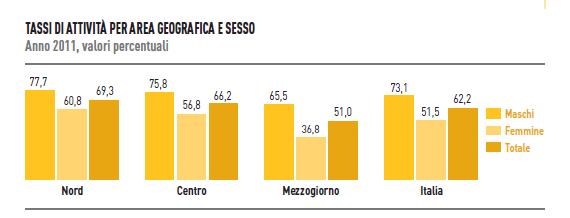 TASSI DI ATTIVITÀ PER AREA GEOGRAFICA E SESSO
Anno 2011, valori percentuali
77,7 60,8 69,3 75,8 56,8 66,2 65,5 36,8 51,0 73,1 51,5 62,2
Maschi
Femmine
Totale
Nord Centro Mezzogiorno Italia